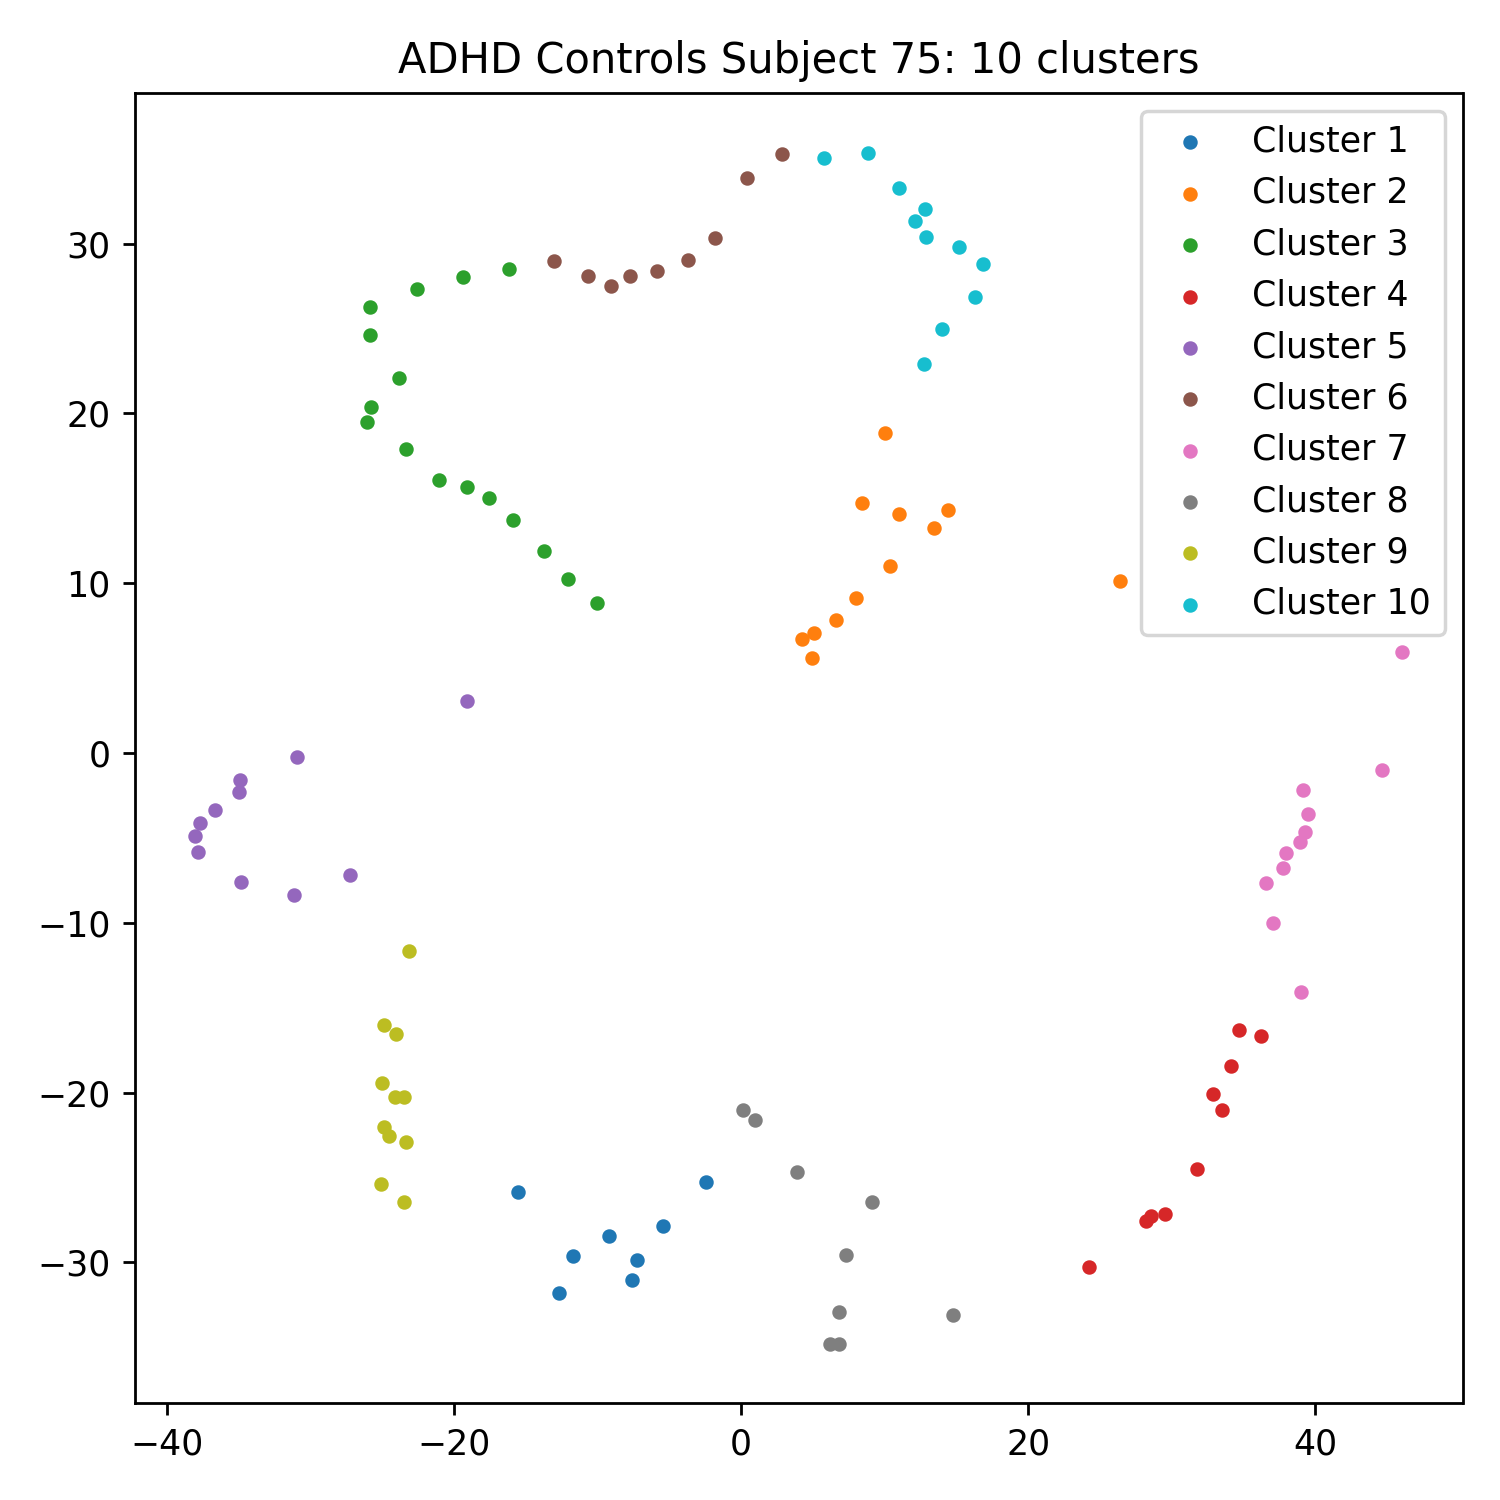 ADHD Controls Subject 75: 10 clusters
Cluster 1
Cluster 2
Cluster 3
Cluster 4
Cluster 5
Cluster 6
Cluster 7
Cluster 8
Cluster 9
Cluster 10
30
20
10
0
−10
−20
−30
−40 −20 0 20 40